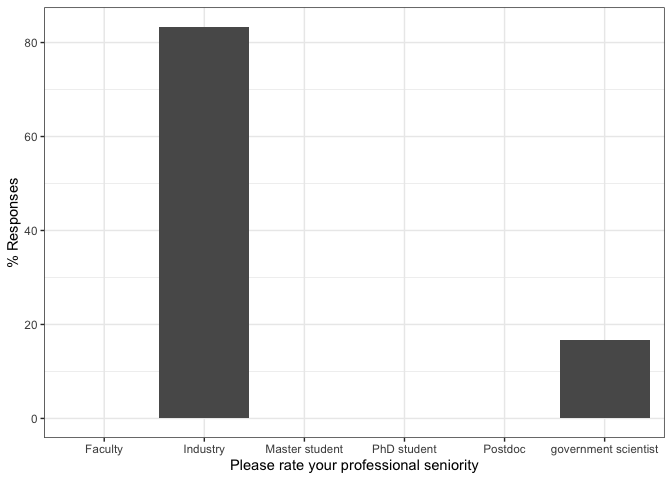 80
60
40
20
0
% Responses
Faculty Industry Master student PhD student Postdoc government scientist
Please rate your professional seniority